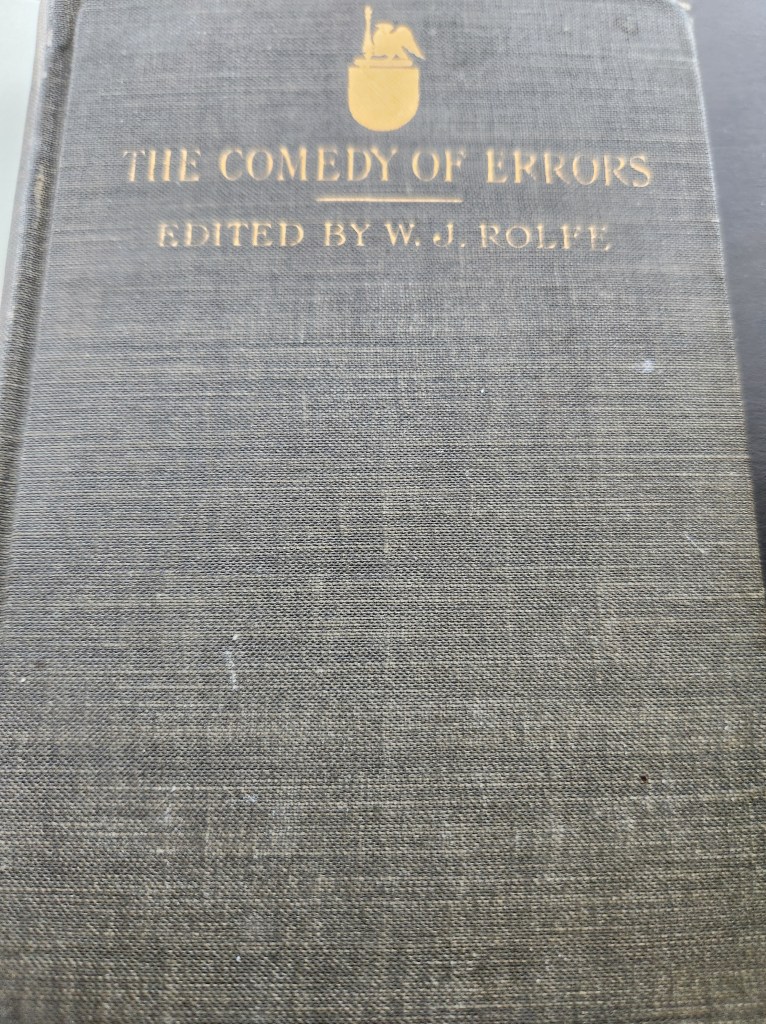 THE COMEDY OF ERRORS
EDITED BY W. J. ROLFE